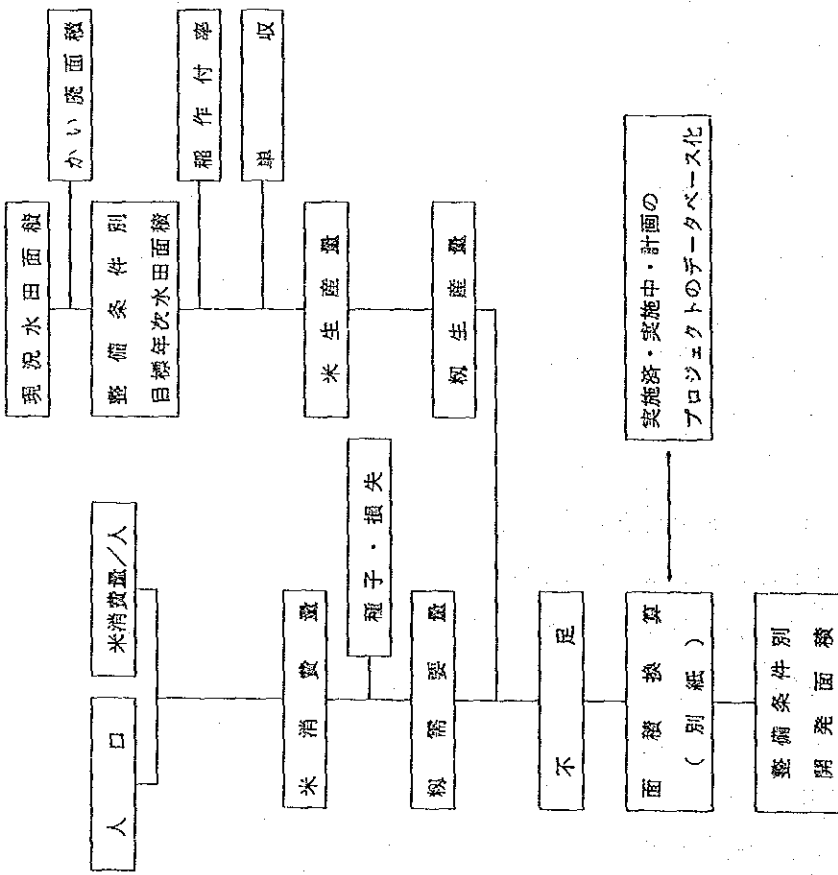 人口
米消費量/人
米消費量
種子・損失
籾需要量
不足
面積換算
(別紙)
整備条件別
開発面積
現況水田面積
かい廃面積
整備条件別
目標年次水田面積
稲作付率
単収
米生産量
籾生産量
実施済・実施中・計画の
プロジェクトのデータベース化